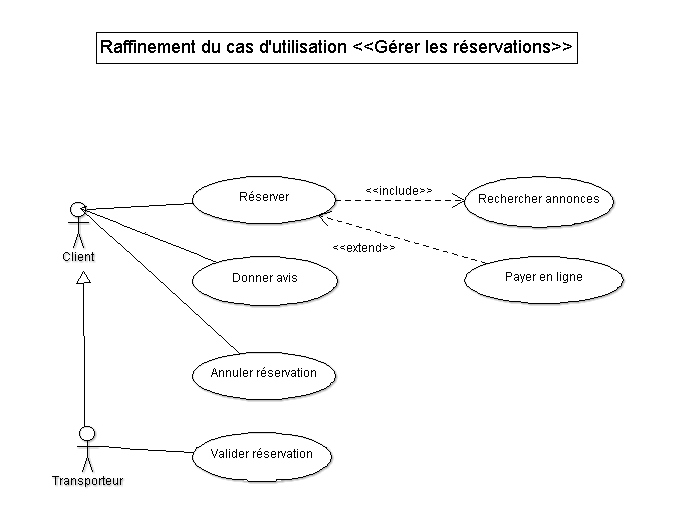 Raffinement du cas d'utilisation <<Gérer les réservations>>
Réserver
<<include>>
Rechercher annonces
Client
<<extend>>
Donner avis
Payer en ligne
Annuler réservation
Valider réservation
Transporteur